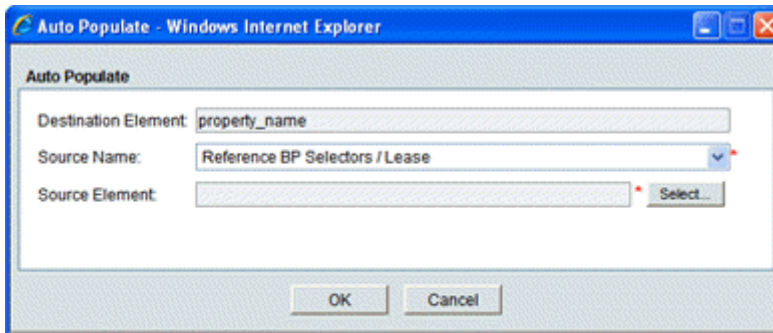 Auto Populate - Windows Internet Explorer
Auto Populate
Destination Element: property_name
Source Name: Reference BP Selectors / Lease *
Source Element: * Select...
OK Cancel